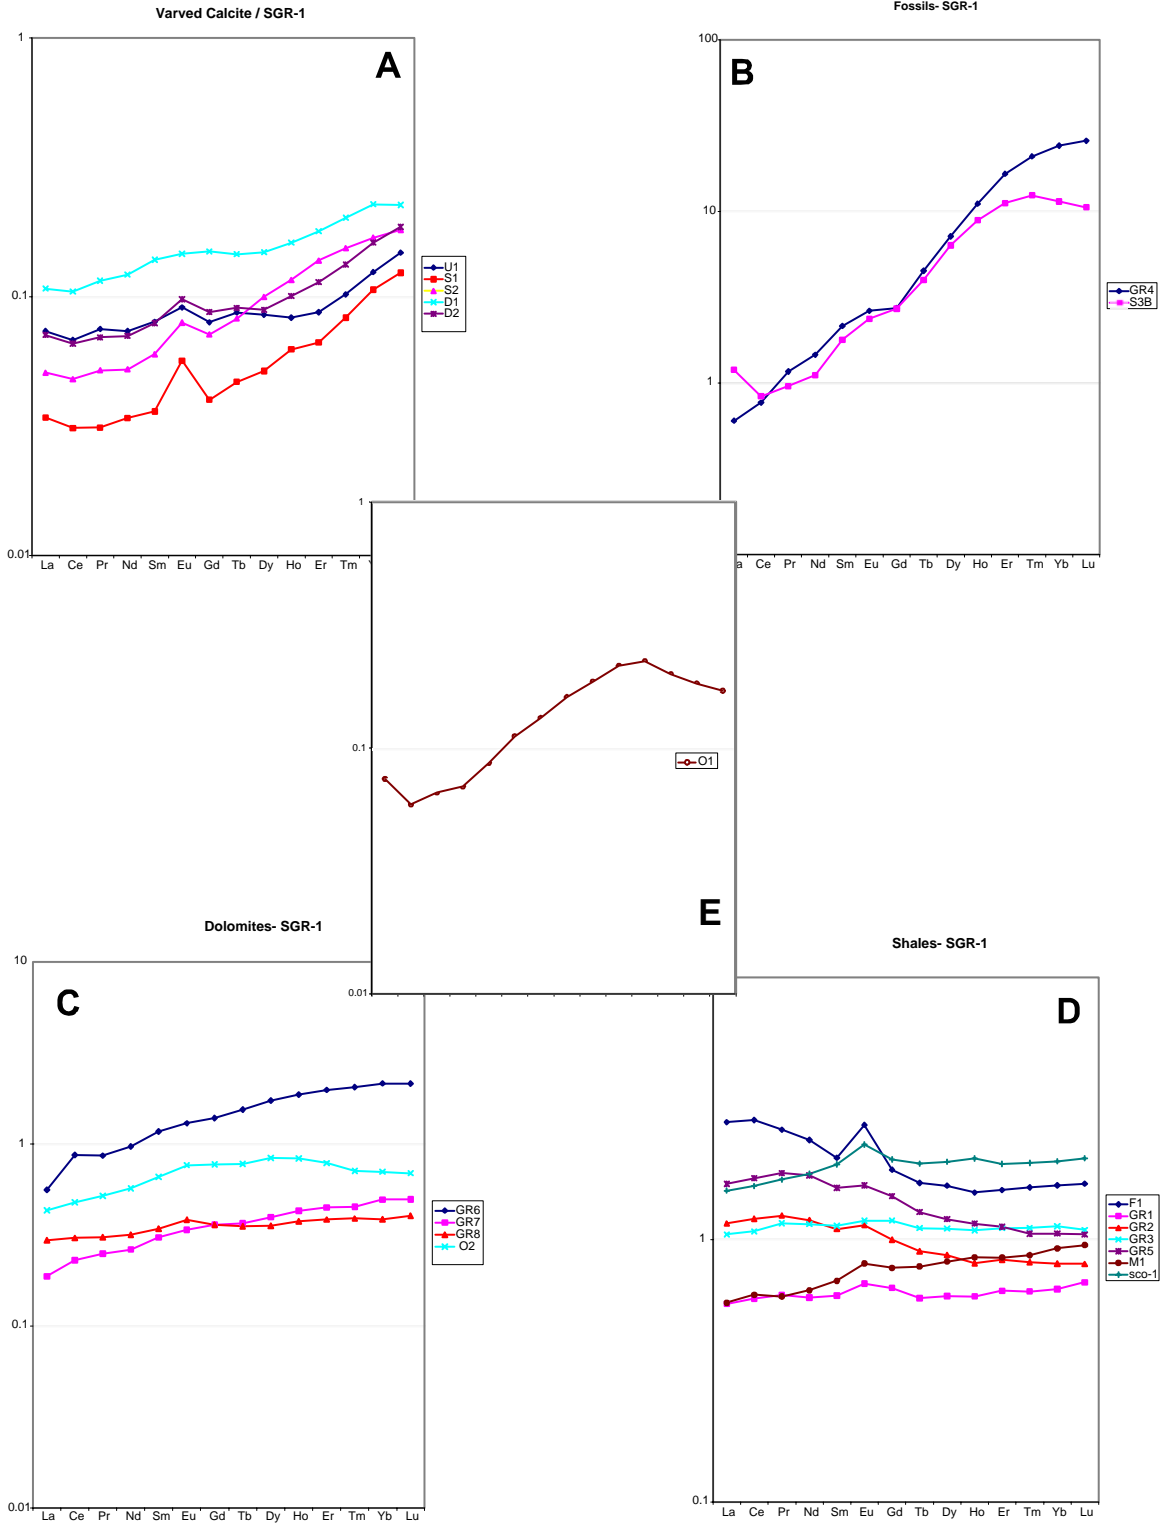 Varved Calcite / SGR-1
1
A
0.1
0.01
La Ce Pr Nd Sm Eu Gd Tb Dy Ho Er Tm
U1
S1
S2
D1
D2
Fossils- SGR-1
100
B
10
1
a Ce Pr Nd Sm Eu Gd Tb Dy Ho Er Tm Yb Lu
GR4
S3B
1
0.1
0.01
O1
E
Dolomites- SGR-1
10
C
1
0.1
0.01
La Ce Pr Nd Sm Eu Gd Tb Dy Ho Er Tm Yb Lu
GR6
GR7
GR8
O2
Shales- SGR-1
D
1
0.1
La Ce Pr Nd Sm Eu Gd Tb Dy Ho Er Tm Yb Lu
F1
GR1
GR2
GR3
GR5
M1
sco-1